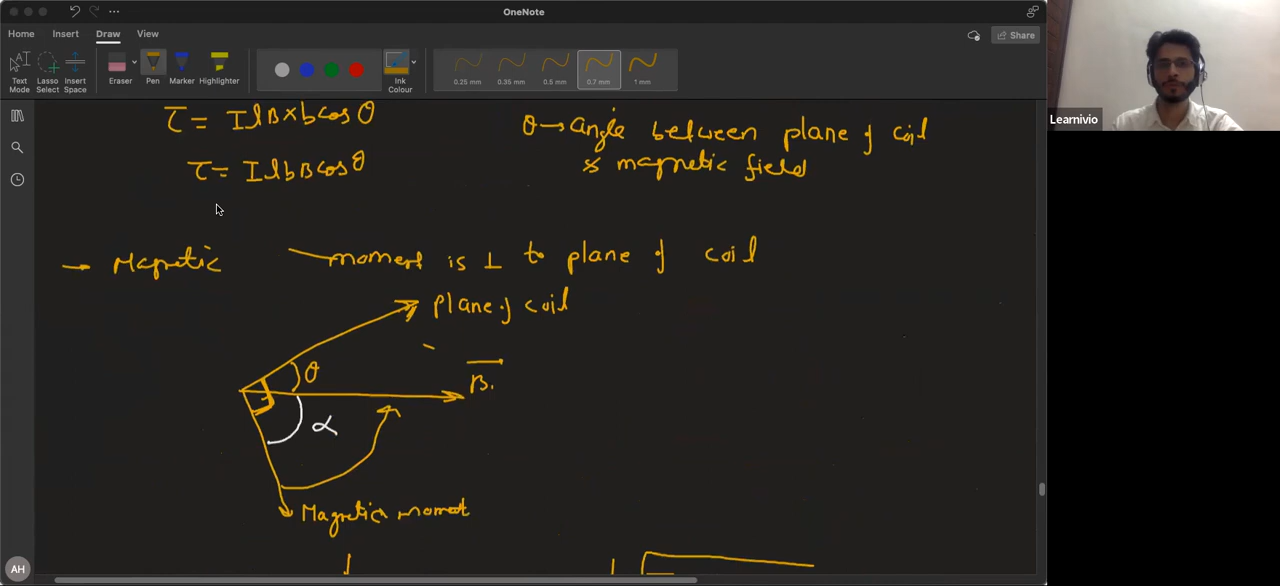 OneNote
Home Insert Draw View
Share
Text Mode
Lasso Select
Insert Space
Eraser
Pen
Marker
Highlighter
Ink Colour
0.25 mm
0.35 mm
0.5 mm
0.7 mm
1 mm
Learnivio
τ = IlB×bcosθ
θ→angle between plane of coil
& magnetic field
τ = IlbBcosθ
→ Magnetic moment is ⊥ to plane of coil
plane of coil
θ
B.
α
Magnetic moment
AH